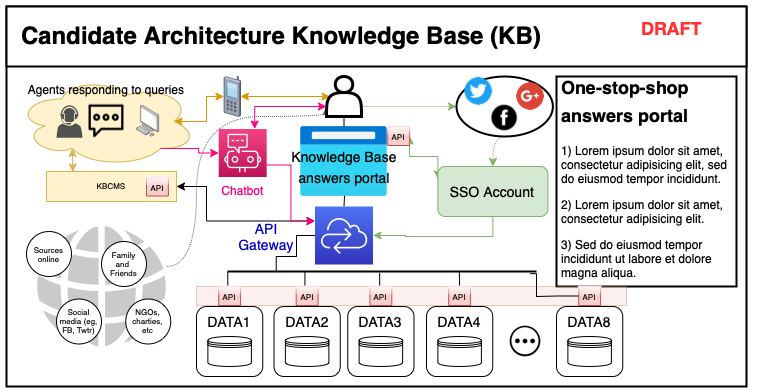 Candidate Architecture Knowledge Base (KB)
DRAFT
Agents responding to queries
One-stop-shop
answers portal
1) Lorem ipsum dolor sit amet,
consectetur adipisicing elit, sed
do eiusmod tempor incididunt.
2) Lorem ipsum dolor sit amet,
consectetur adipisicing elit.
3) Sed do eiusmod tempor
incididunt ut labore et dolore
magna aliqua.
G+
f
API
Knowledge Base
answers portal
Chatbot
KBCMS
API
SSO Account
API
Gateway
Sources
online
Family
and
Friends
Social
media (eg,
FB, Twtr)
NGOs,
charties,
etc
API
API
API
API
API
DATA1
DATA2
DATA3
DATA4
DATA8